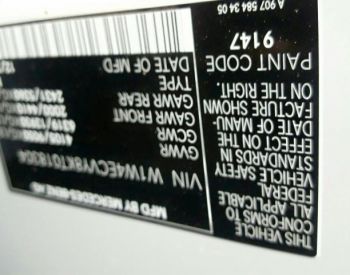 MFD BY MERCEDES-BENZ AG
VIN W1W4ECVY8KT018304
GVWR
GCWR
GAWR FRONT
GAWR REAR
TYPE
DATE OF MFD
THIS VEHICLE
CONFORMS TO
ALL APPLICABLE
FEDERAL
VEHICLE SAFETY
STANDARDS IN
EFFECT ON THE
DATE OF MANU-
FACTURE SHOWN
ON THE RIGHT.
PAINT CODE
9147
A 907 584 34 05